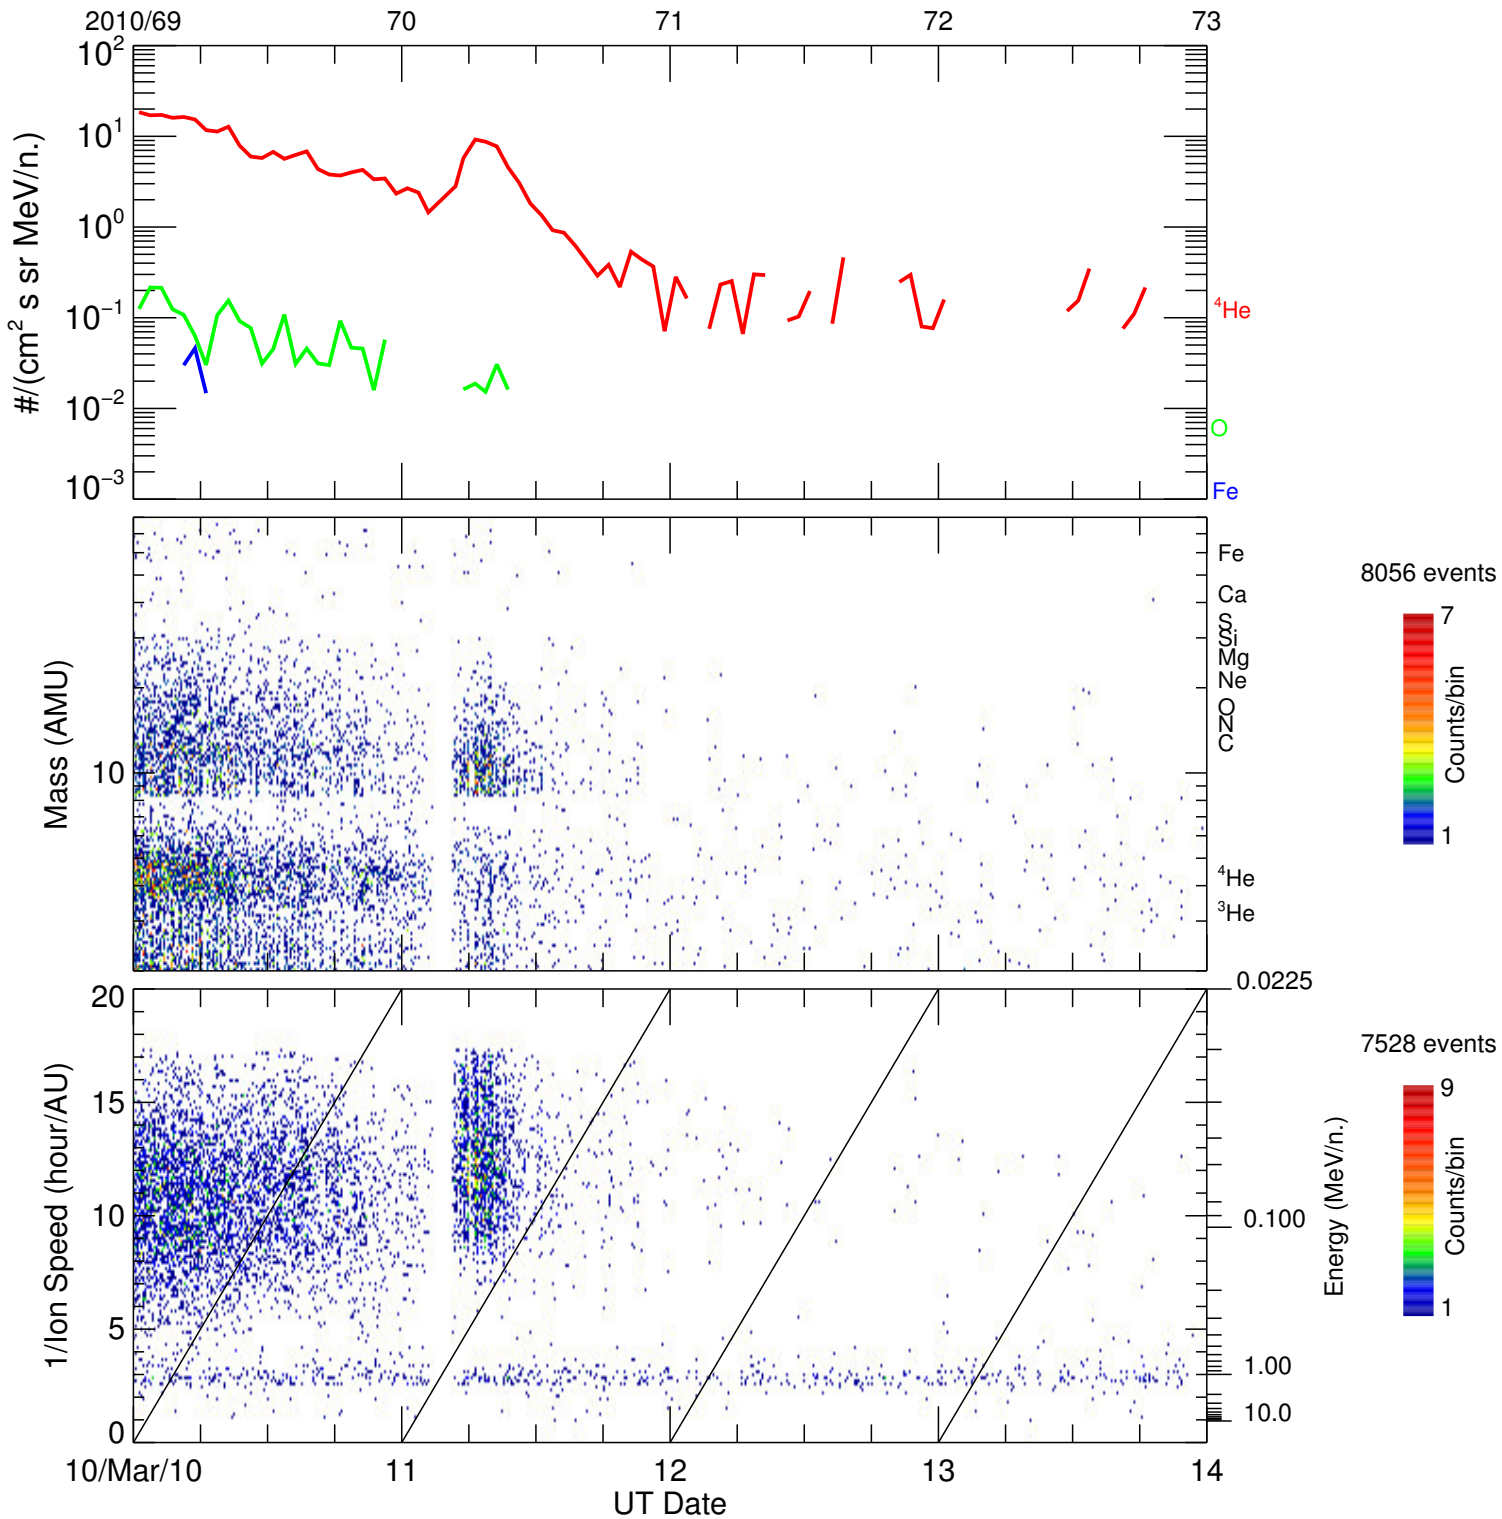 2010/69 70 71 72 73
10²
10¹
10⁰
10⁻¹
10⁻²
10⁻³
#/(cm² s sr MeV/n.)
⁴He
O
Fe
Mass (AMU)
10
Fe
Ca
S
Si
Mg
Ne
O
N
C
⁴He
³He
8056 events
7
Counts/bin
1
1/Ion Speed (hour/AU)
20
15
10
5
0
0.0225
0.100
1.00
10.0
Energy (MeV/n.)
7528 events
9
Counts/bin
1
10/Mar/10 11 12 13 14
UT Date